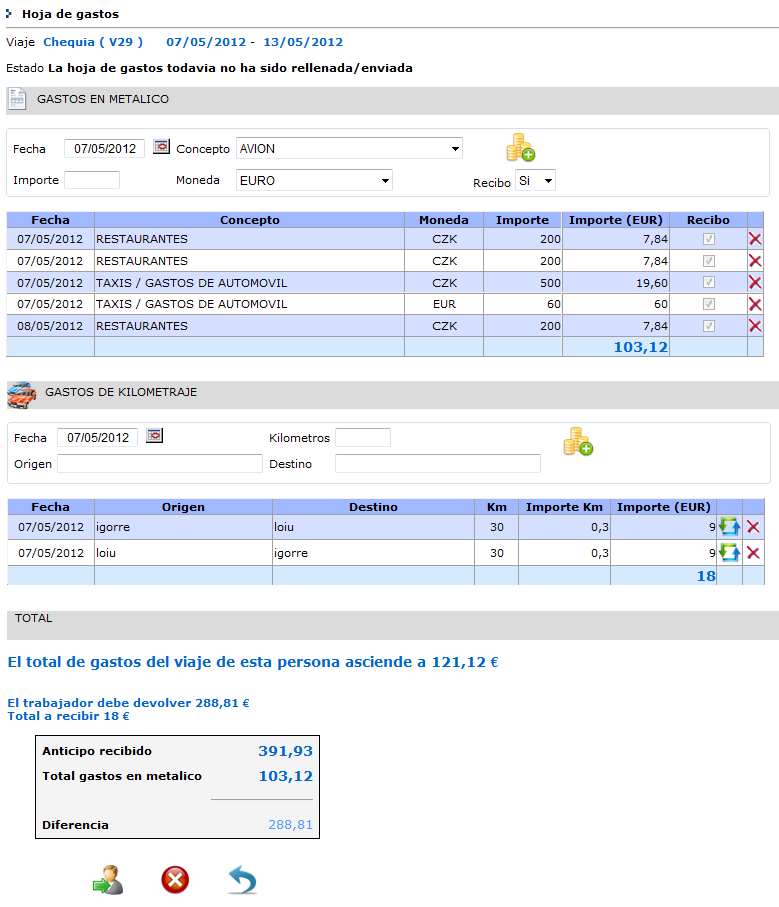 Hoja de gastos
Viaje Chequia ( V29 ) 07/05/2012 - 13/05/2012
Estado La hoja de gastos todavia no ha sido rellenada/enviada
GASTOS EN METALICO
Fecha 07/05/2012 Concepto AVION
Importe Moneda EURO Recibo Si
Fecha Concepto Moneda Importe Importe (EUR) Recibo
07/05/2012 RESTAURANTES CZK 200 7,84
07/05/2012 RESTAURANTES CZK 200 7,84
07/05/2012 TAXIS / GASTOS DE AUTOMOVIL CZK 500 19,60
07/05/2012 TAXIS / GASTOS DE AUTOMOVIL EUR 60 60
08/05/2012 RESTAURANTES CZK 200 7,84
103,12
GASTOS DE KILOMETRAJE
Fecha 07/05/2012 Kilometros
Origen Destino
Fecha Origen Destino Km Importe Km Importe (EUR)
07/05/2012 igorre loiu 30 0,3 9
07/05/2012 loiu igorre 30 0,3 9
18
TOTAL
El total de gastos del viaje de esta persona asciende a 121,12 €
El trabajador debe devolver 288,81 €
Total a recibir 18 €
Anticipo recibido 391,93
Total gastos en metalico 103,12
Diferencia 288,81